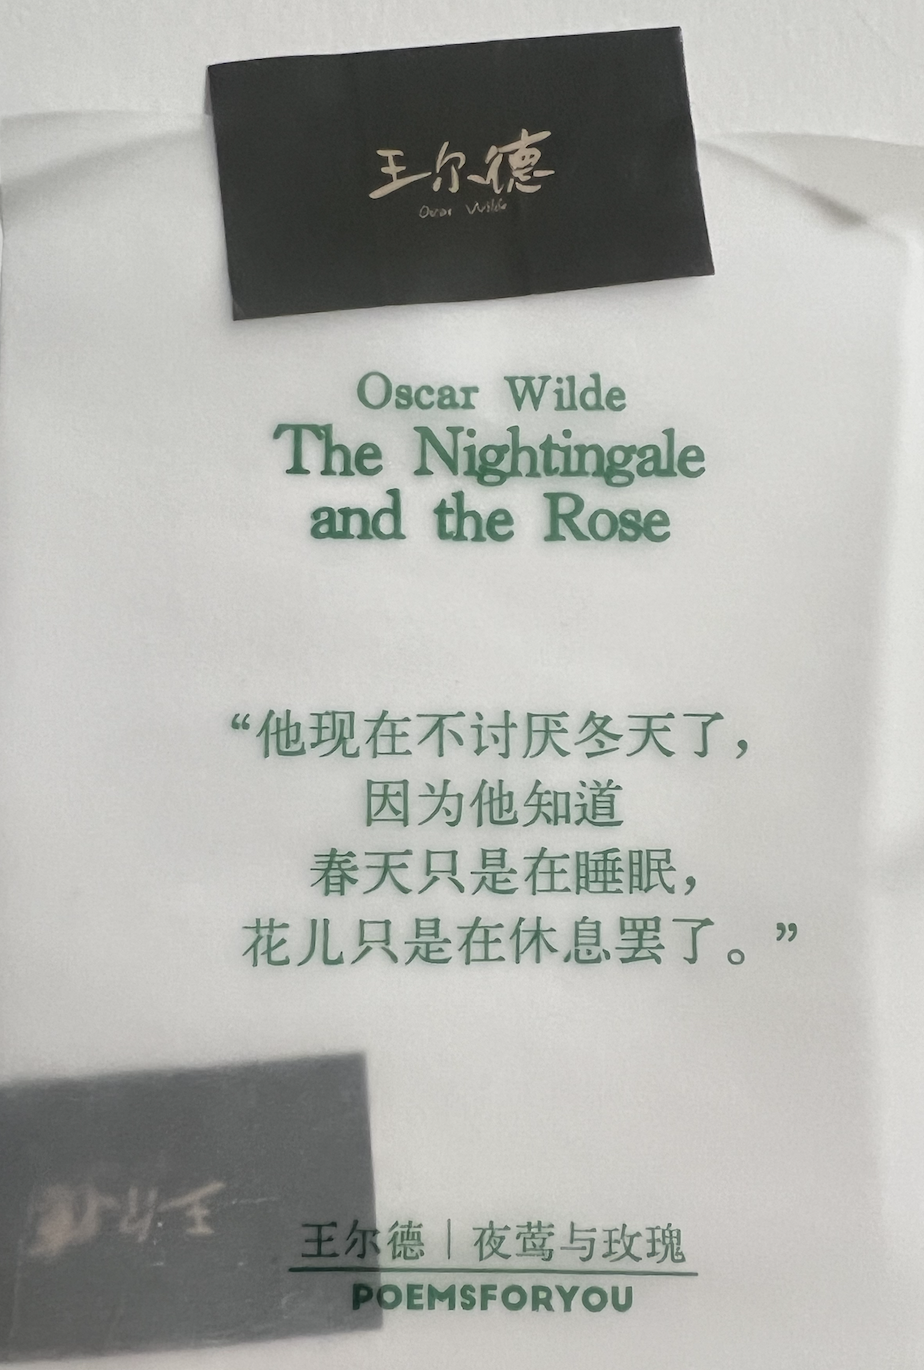 王尔德
Oscar Wilde
Oscar Wilde
The Nightingale
and the Rose
“他现在不讨厌冬天了，
因为他知道
春天只是在睡眠，
花儿只是在休息罢了。”
王尔德｜夜莺与玫瑰
POEMSFORYOU